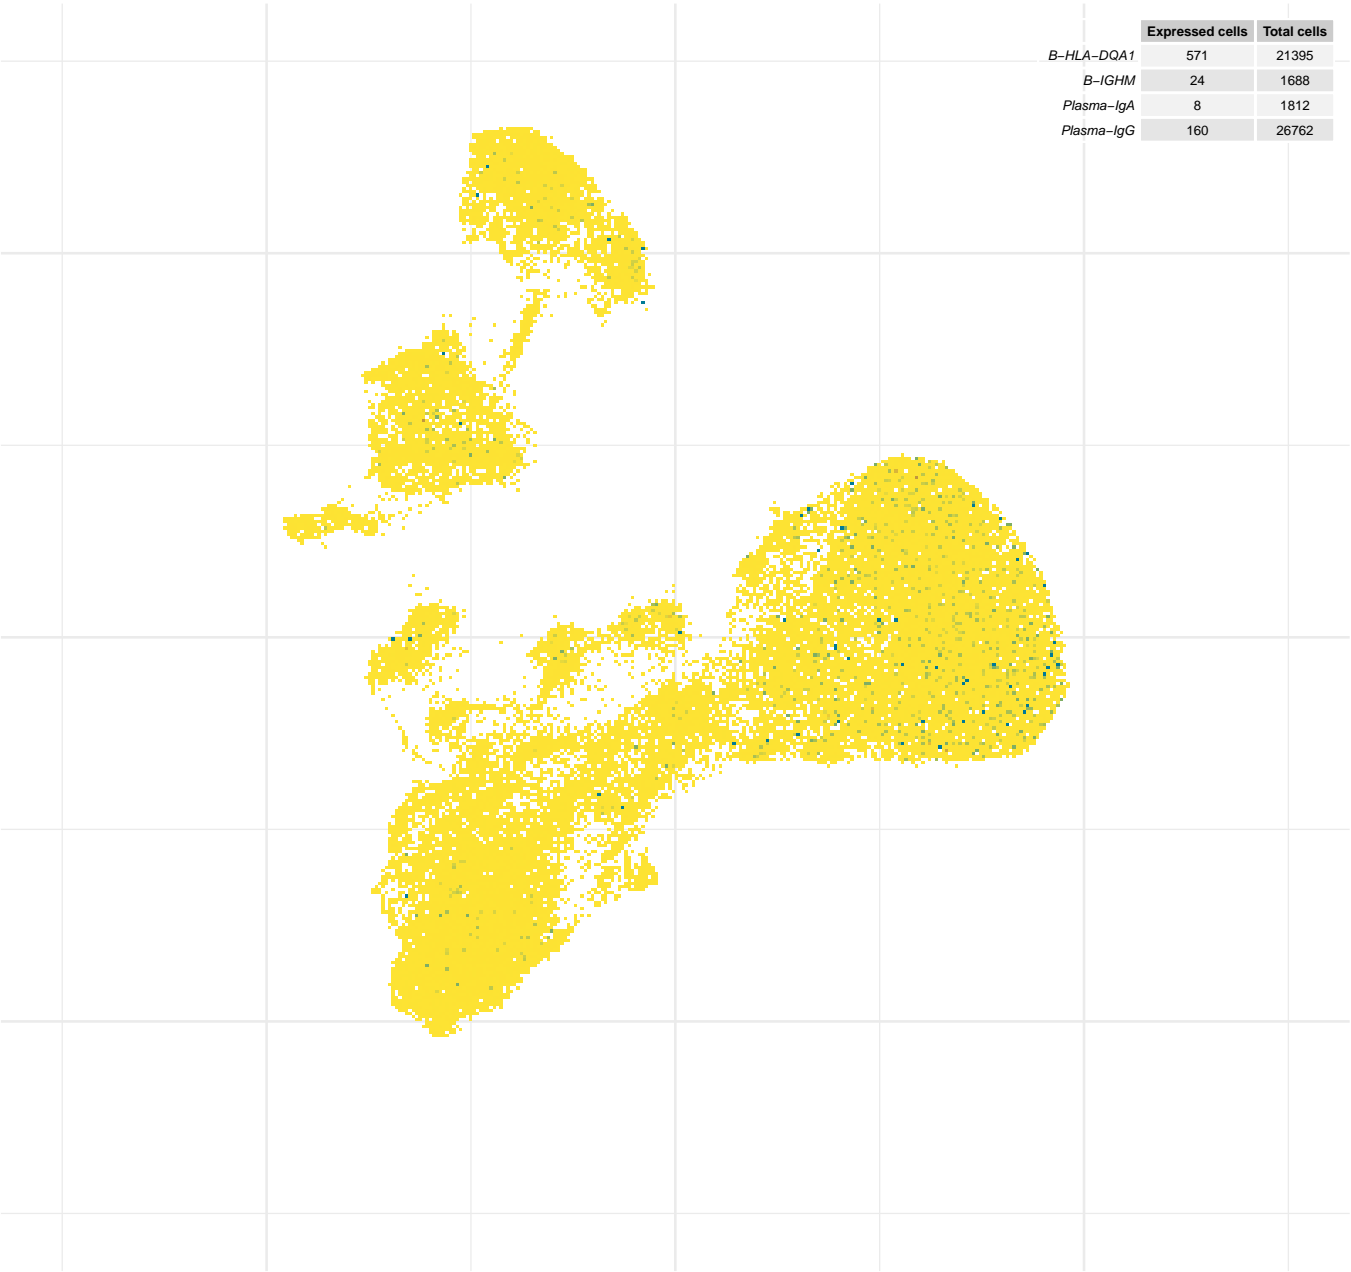 Expressed cells Total cells
B−HLA−DQA1 571 21395
B−IGHM 24 1688
Plasma−IgA 8 1812
Plasma−IgG 160 26762